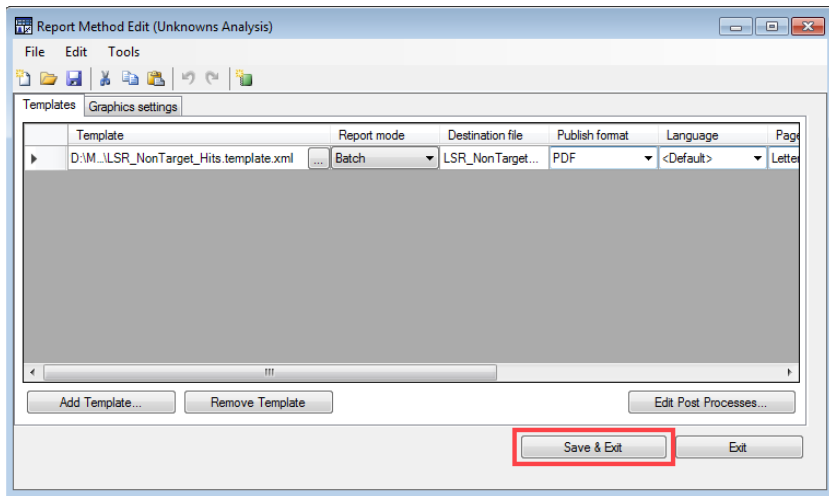 Report Method Edit (Unknowns Analysis)
File Edit Tools
Templates Graphics settings
Template Report mode Destination file Publish format Language Page
D:\M...\LSR_NonTarget_Hits.template.xml ... Batch LSR_NonTarget... PDF <Default> Letter
Add Template... Remove Template Edit Post Processes...
Save & Exit Exit